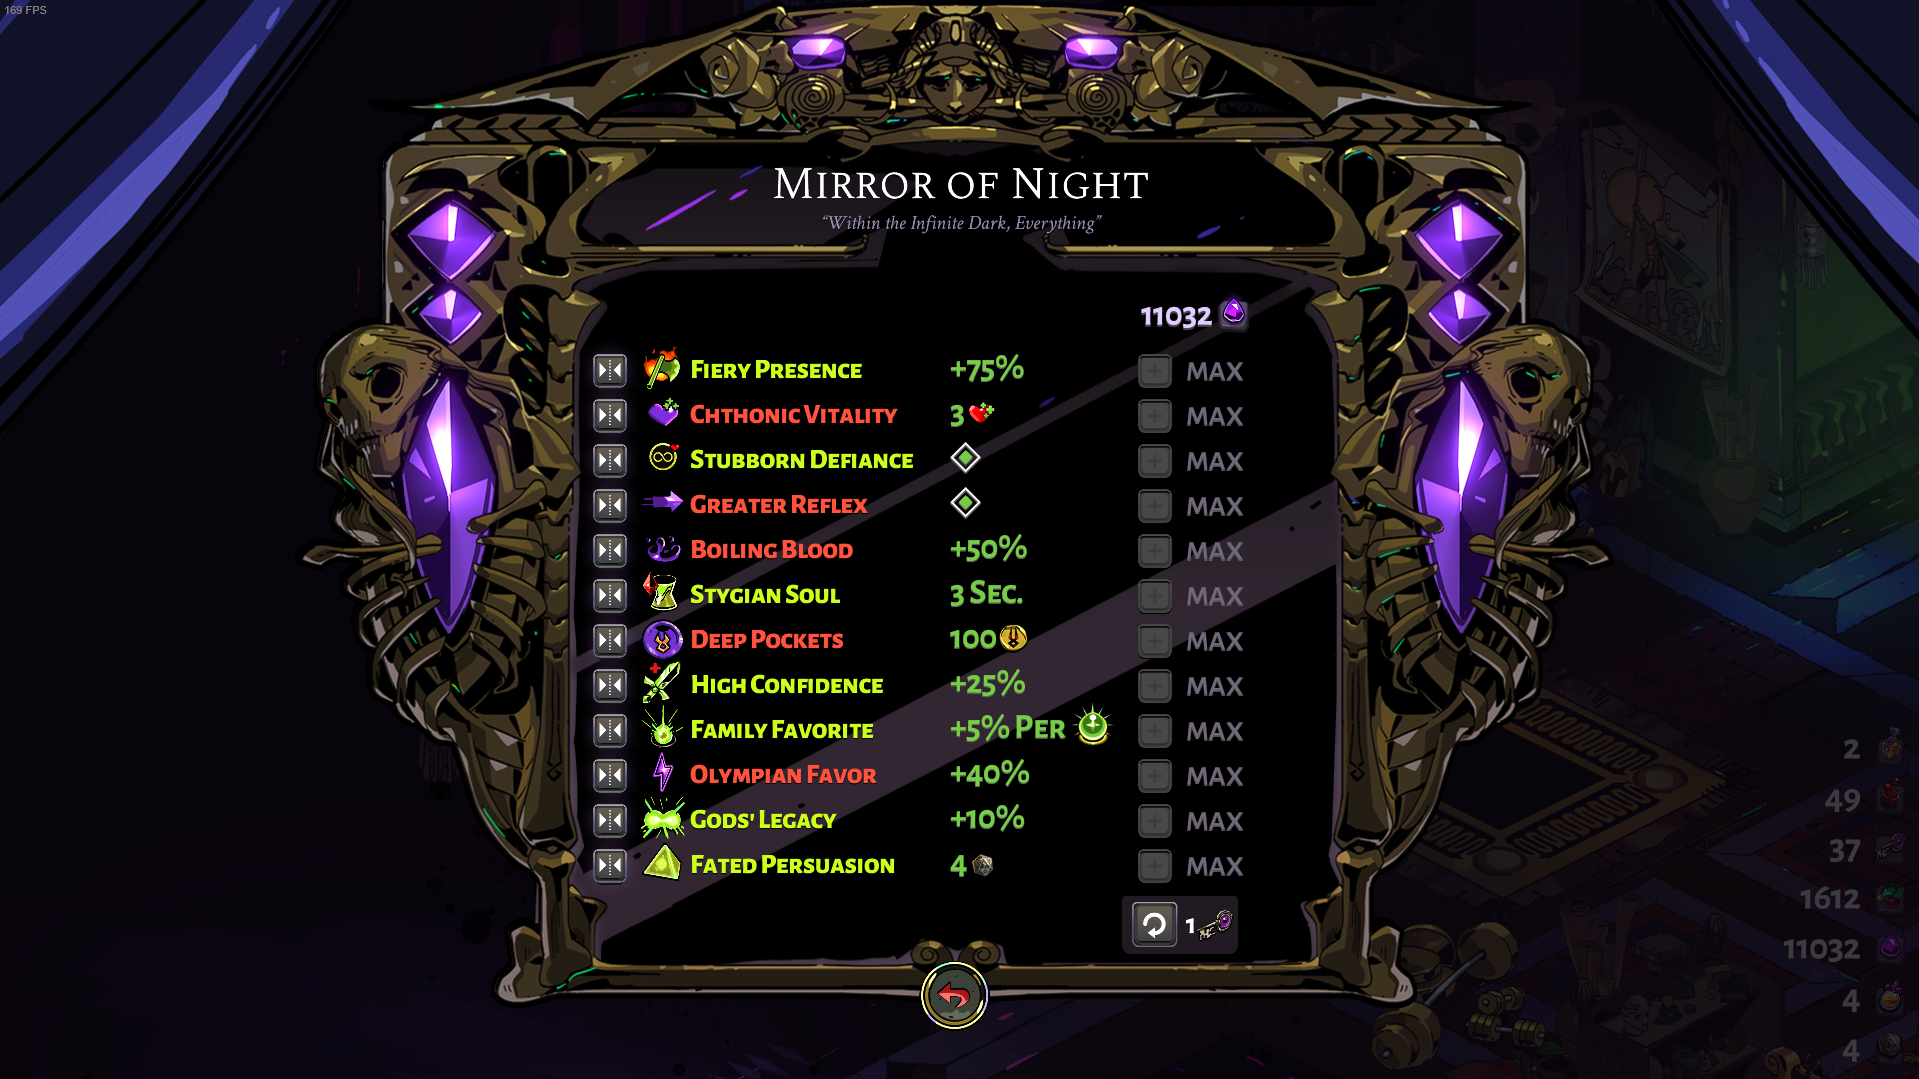 169 FPS
MIRROR OF NIGHT
“Within the Infinite Dark, Everything”
11032
FIERY PRESENCE +75% MAX
CHTHONIC VITALITY 3 MAX
STUBBORN DEFIANCE MAX
GREATER REFLEX MAX
BOILING BLOOD +50% MAX
STYGIAN SOUL 3 SEC. MAX
DEEP POCKETS 100 MAX
HIGH CONFIDENCE +25% MAX
FAMILY FAVORITE +5% PER MAX
OLYMPIAN FAVOR +40% MAX
GODS' LEGACY +10% MAX
FATED PERSUASION 4 MAX
1
2
49
37
1612
11032
4
4